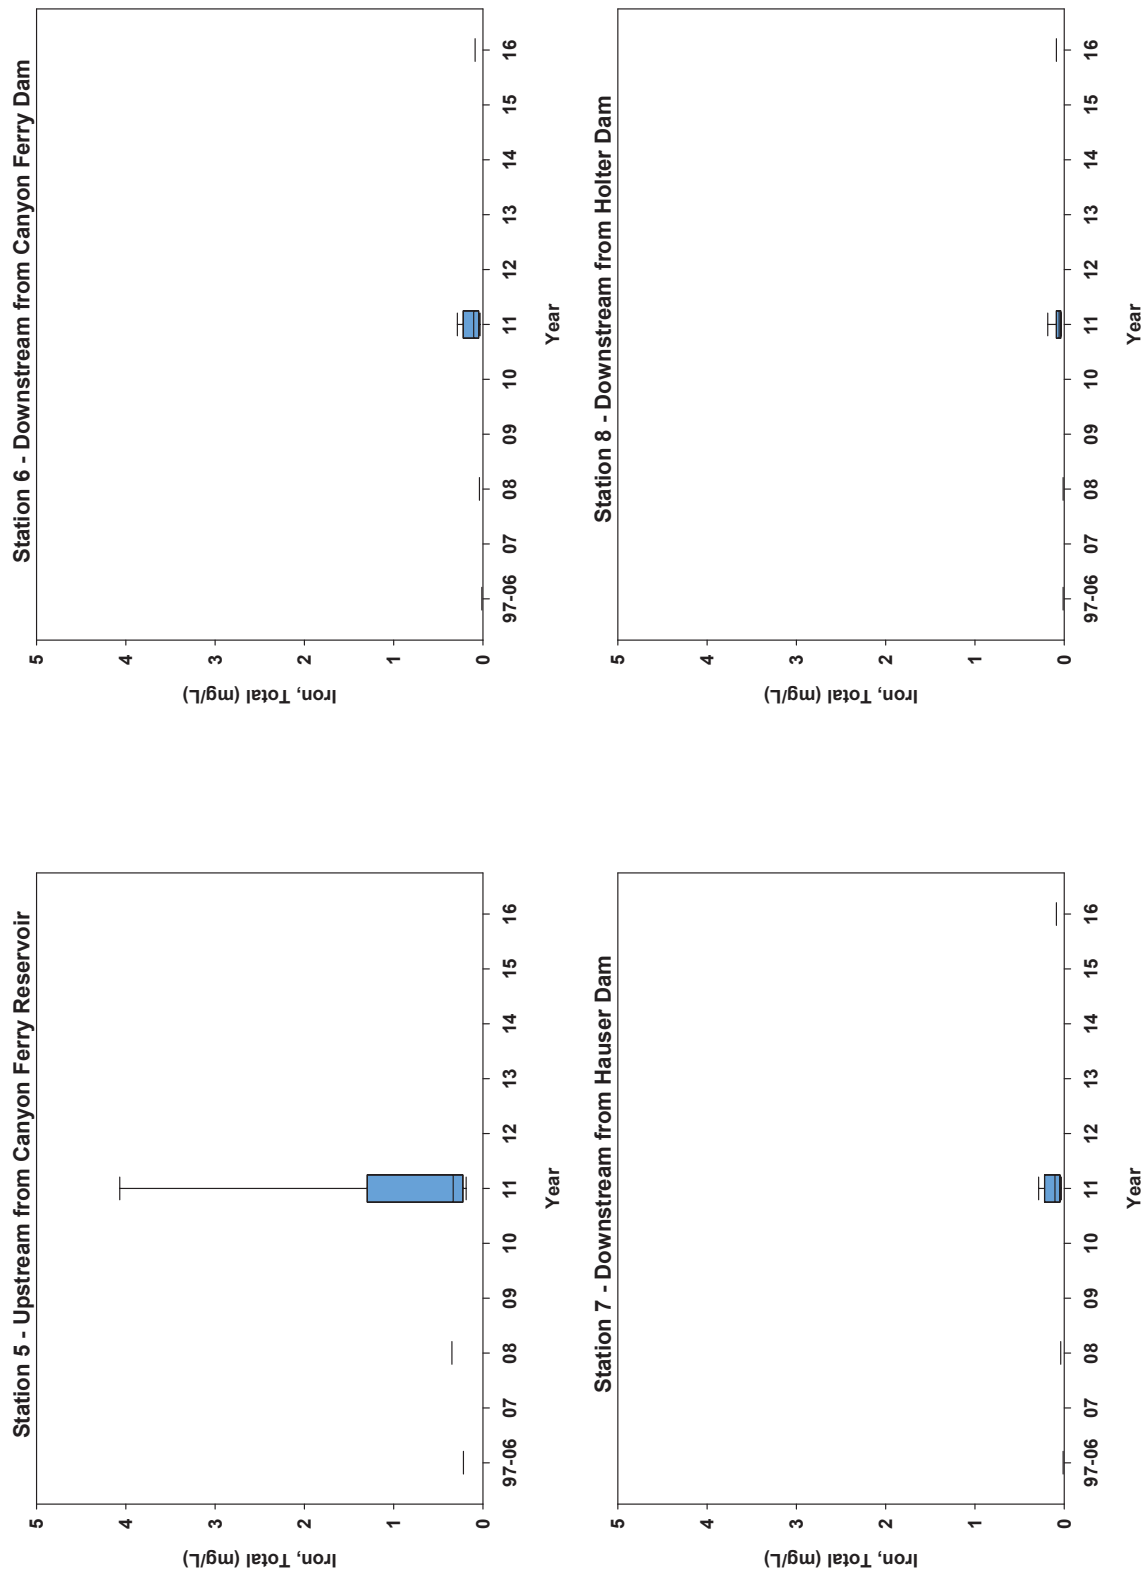 Station 5 - Upstream from Canyon Ferry Reservoir
Iron, Total (mg/L)
5
4
3
2
1
0
97-06 07 08 09 10 11 12 13 14 15 16
Year
Station 6 - Downstream from Canyon Ferry Dam
Iron, Total (mg/L)
5
4
3
2
1
0
97-06 07 08 09 10 11 12 13 14 15 16
Year
Station 7 - Downstream from Hauser Dam
Iron, Total (mg/L)
5
4
3
2
1
0
97-06 07 08 09 10 11 12 13 14 15 16
Year
Station 8 - Downstream from Holter Dam
Iron, Total (mg/L)
5
4
3
2
1
0
97-06 07 08 09 10 11 12 13 14 15 16
Year